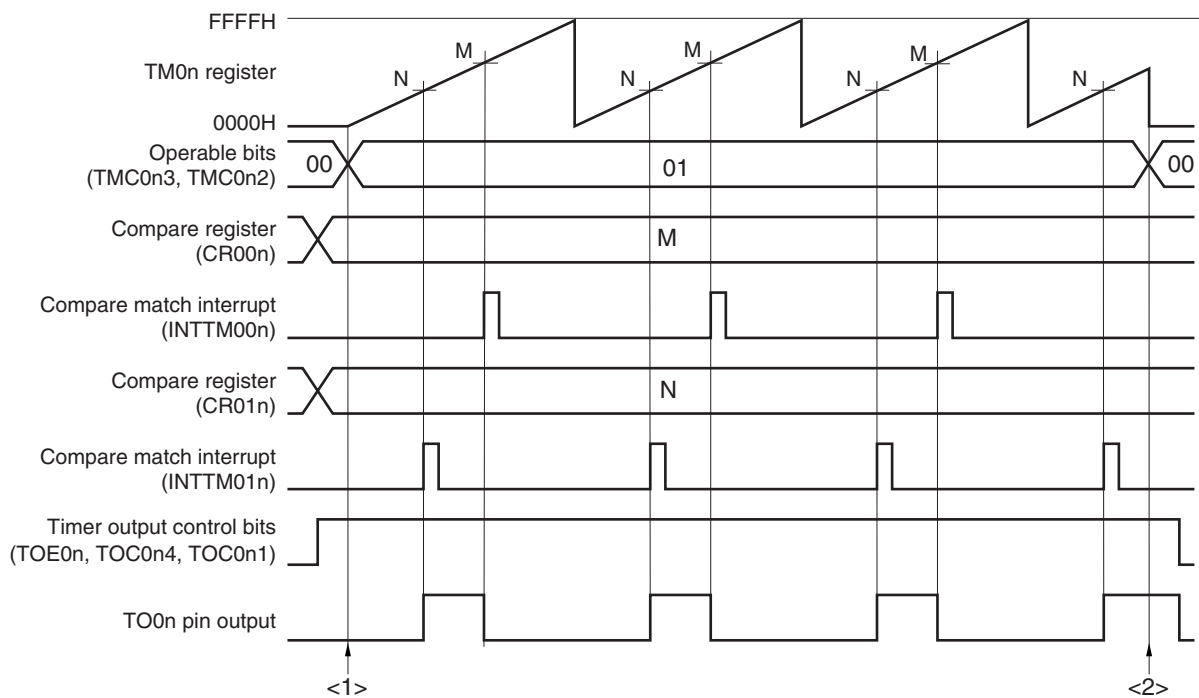 FFFFH
TM0n register
0000H
N M N M N M N
Operable bits
(TMC0n3, TMC0n2)
00 01 00
Compare register
(CR00n)
M
Compare match interrupt
(INTTM00n)
Compare register
(CR01n)
N
Compare match interrupt
(INTTM01n)
Timer output control bits
(TOE0n, TOC0n4, TOC0n1)
TO0n pin output
<1> <2>